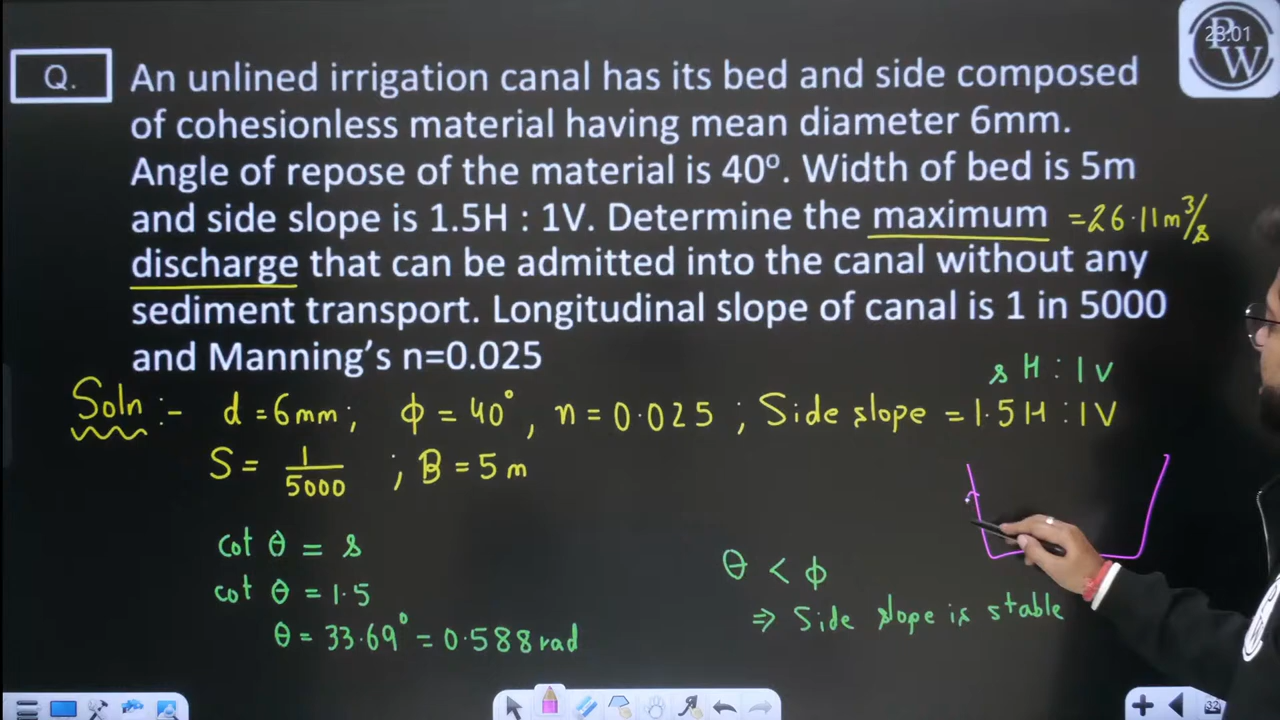 23:01
PW
Q. An unlined irrigation canal has its bed and side composed
of cohesionless material having mean diameter 6mm.
Angle of repose of the material is 40°. Width of bed is 5m
and side slope is 1.5H : 1V. Determine the maximum = 26.11 m³/s
discharge that can be admitted into the canal without any
sediment transport. Longitudinal slope of canal is 1 in 5000
and Manning's n=0.025
s H : 1 V
Soln :- d = 6mm ; ϕ = 40° , n = 0.025 ; Side slope = 1.5 H : 1 V
S = 1/5000 ; B = 5 m
cot θ = s
cot θ = 1.5
θ = 33.69° = 0.588 rad
θ < ϕ
⇒ Side slope is stable
32